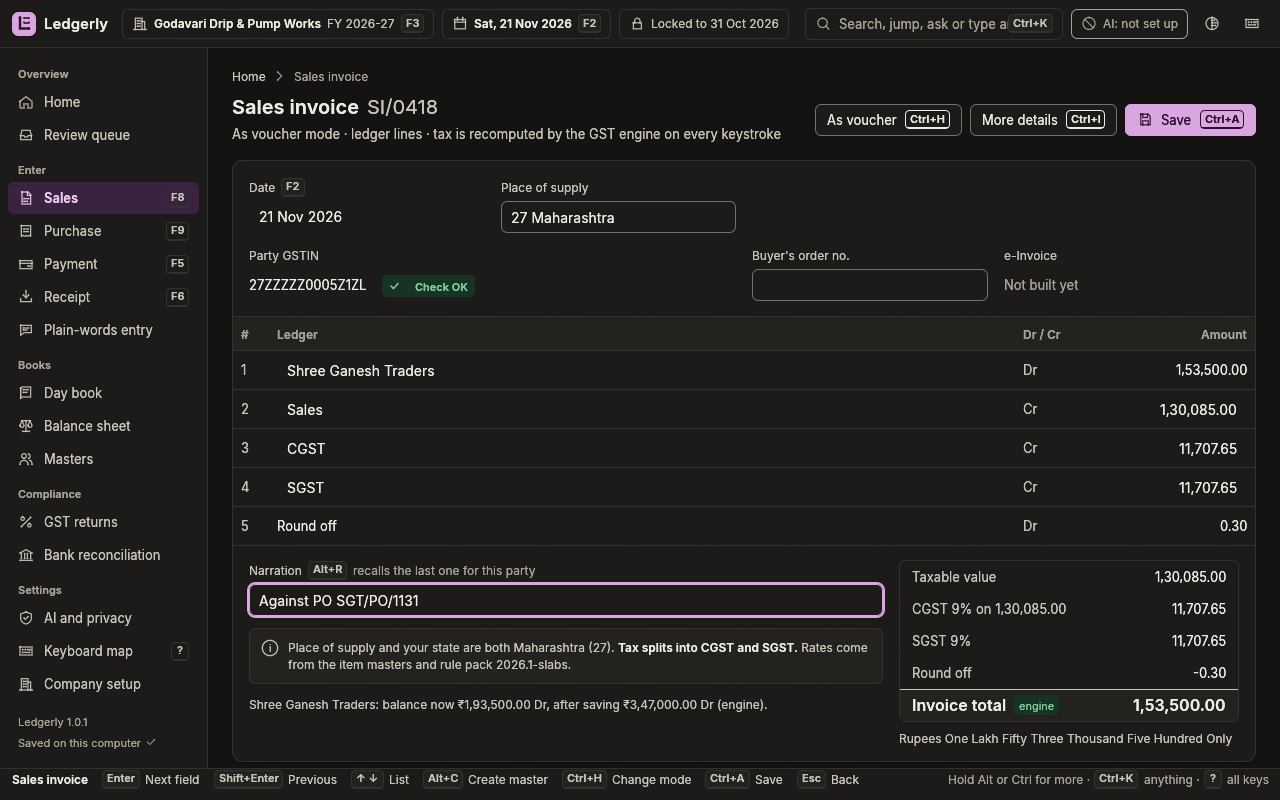 Ledgerly
Godavari Drip & Pump Works FY 2026-27 F3
Sat, 21 Nov 2026 F2
Locked to 31 Oct 2026
Search, jump, ask or type a Ctrl+K
AI: not set up
Overview
Home
Review queue
Enter
Sales F8
Purchase F9
Payment F5
Receipt F6
Plain-words entry
Books
Day book
Balance sheet
Masters
Compliance
GST returns
Bank reconciliation
Settings
AI and privacy
Keyboard map ?
Company setup
Ledgerly 1.0.1
Saved on this computer
Home Sales invoice
Sales invoice SI/0418
As voucher mode · ledger lines · tax is recomputed by the GST engine on every keystroke
As voucher Ctrl+H
More details Ctrl+I
Save Ctrl+A
Date F2
Place of supply
21 Nov 2026
27 Maharashtra
Party GSTIN
Buyer's order no.
e-Invoice
27ZZZZZ0005Z1ZL Check OK
Not built yet
# Ledger Dr / Cr Amount
1 Shree Ganesh Traders Dr 1,53,500.00
2 Sales Cr 1,30,085.00
3 CGST Cr 11,707.65
4 SGST Cr 11,707.65
5 Round off Dr 0.30
Narration Alt+R recalls the last one for this party
Against PO SGT/PO/1131
Place of supply and your state are both Maharashtra (27). Tax splits into CGST and SGST. Rates come
from the item masters and rule pack 2026.1-slabs.
Shree Ganesh Traders: balance now ₹1,93,500.00 Dr, after saving ₹3,47,000.00 Dr (engine).
Taxable value 1,30,085.00
CGST 9% on 1,30,085.00 11,707.65
SGST 9% 11,707.65
Round off -0.30
Invoice total engine 1,53,500.00
Rupees One Lakh Fifty Three Thousand Five Hundred Only
Sales invoice Enter Next field Shift+Enter Previous ↑ ↓ List Alt+C Create master Ctrl+H Change mode Ctrl+A Save Esc Back Hold Alt or Ctrl for more · Ctrl+K anything · ? all keys